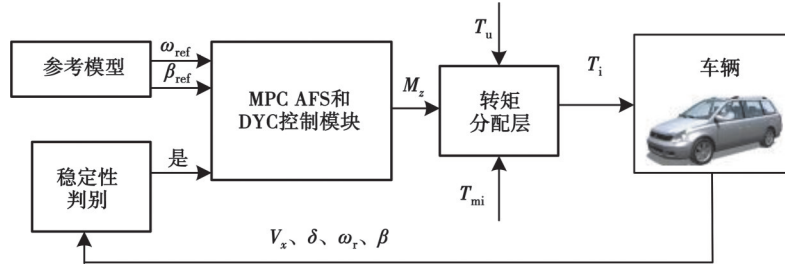 参考模型
ω_ref
β_ref
MPC AFS和
DYC控制模块
M_z
T_u
转矩
分配层
T_mi
T_i
车辆
稳定性
判别
是
V_x、δ、ω_r、β